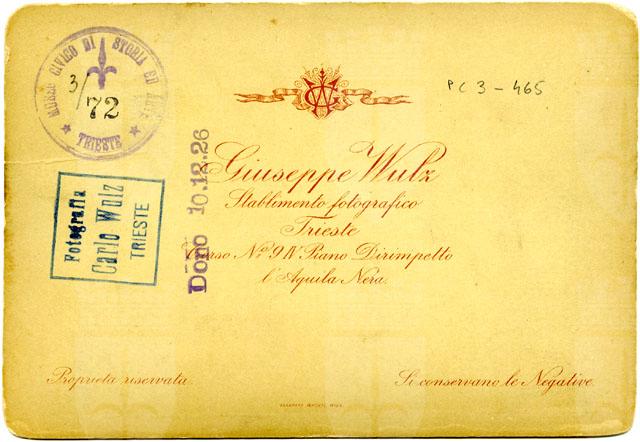 MUSEO CIVICO DI STORIA ED ARTE
3/72
TRIESTE
PC 3-465
Fotografia
Carlo Wulz
TRIESTE
Dono 10.12.26
Giuseppe Wulz
Stablimento fotografico
Trieste
Corso No. 9 IV Piano Dirimpetto
l'Aquila Nera.
Proprietà riservata.
Si conservano le Negative.